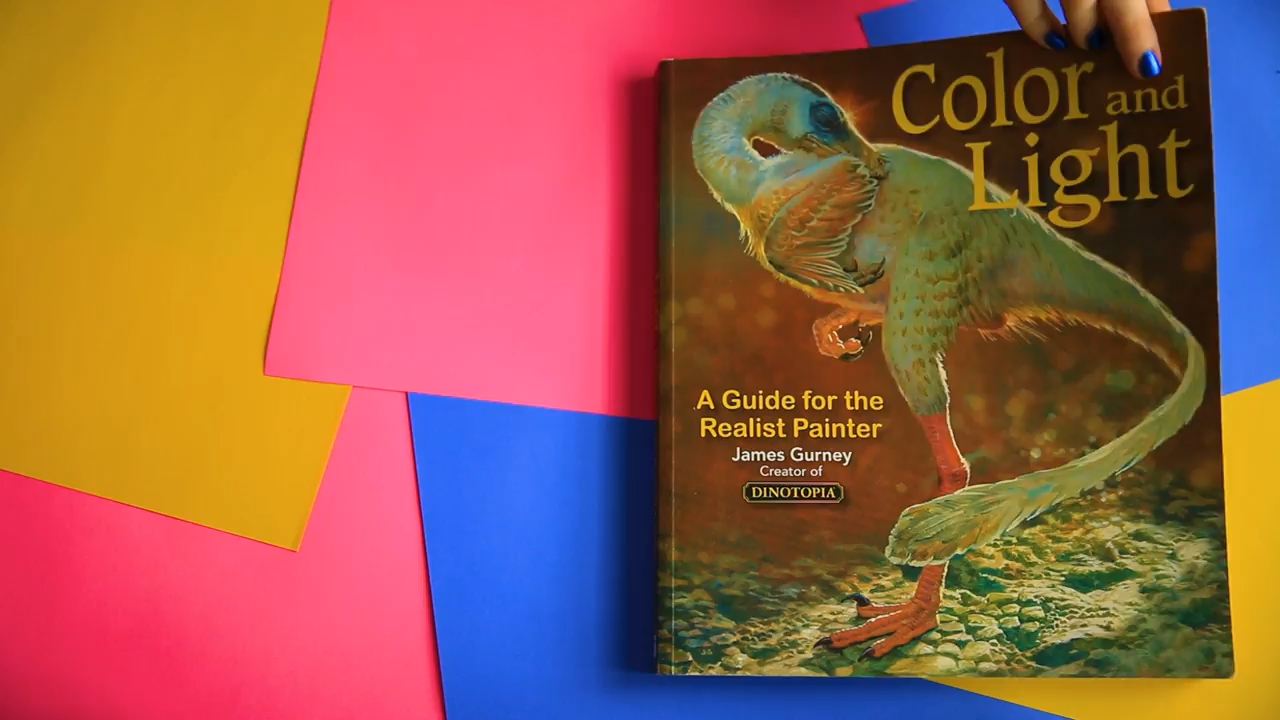 Color and
Light
A Guide for the
Realist Painter
James Gurney
Creator of
DINOTOPIA